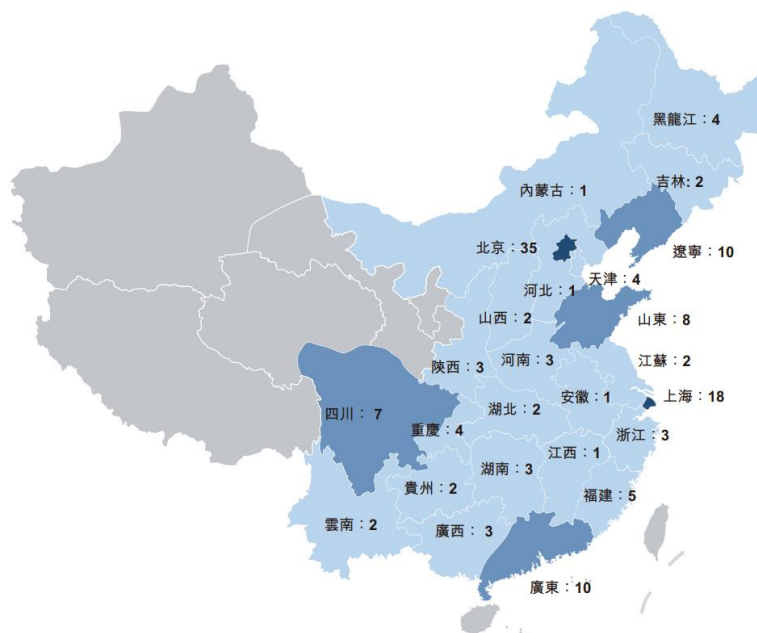 黑龍江：4
吉林: 2
內蒙古：1
北京：35
遼寧：10
天津：4
河北：1
山西：2
山東：8
陝西：3
河南：3
江蘇：2
安徽：1
上海：18
四川： 7
重慶：4
湖北：2
浙江：3
湖南：3
江西：1
貴州：2
福建：5
雲南：2
廣西： 3
廣東：10